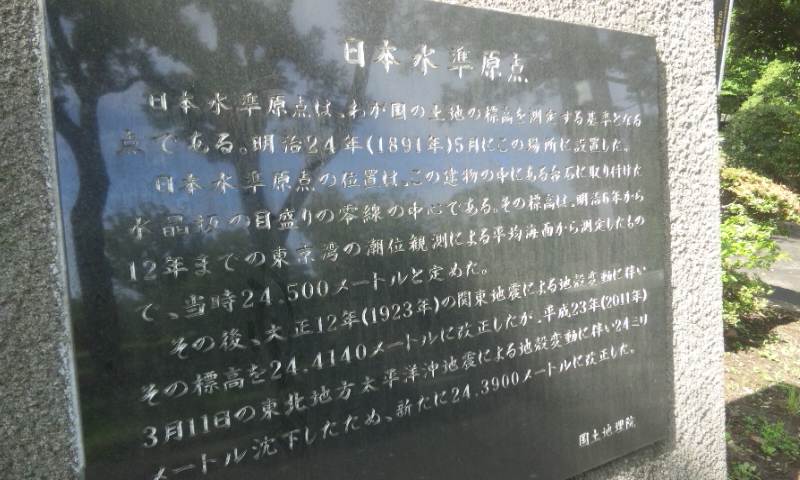 日本水準原点
日本水準原点は、わが国の土地の標高を測定する基準となる
点である。明治24年(1891年)5月にこの場所に設置した。
日本水準原点の位置は、この建物の中にある台石に取り付けた
水晶板の目盛りの零線の中心である。その標高は、明治6年から
12年までの東京湾の潮位観測による平均海面から測定したもの
で、当時24.500メートルと定めた。
その後、大正12年(1923年)の関東地震による地殻変動に伴い
その標高を24.4140メートルに改正したが、平成23年(2011年)
3月11日の東北地方太平洋沖地震による地殻変動に伴い24ミリ
メートル沈下したため、新たに24.3900メートルに改正した。
国土地理院